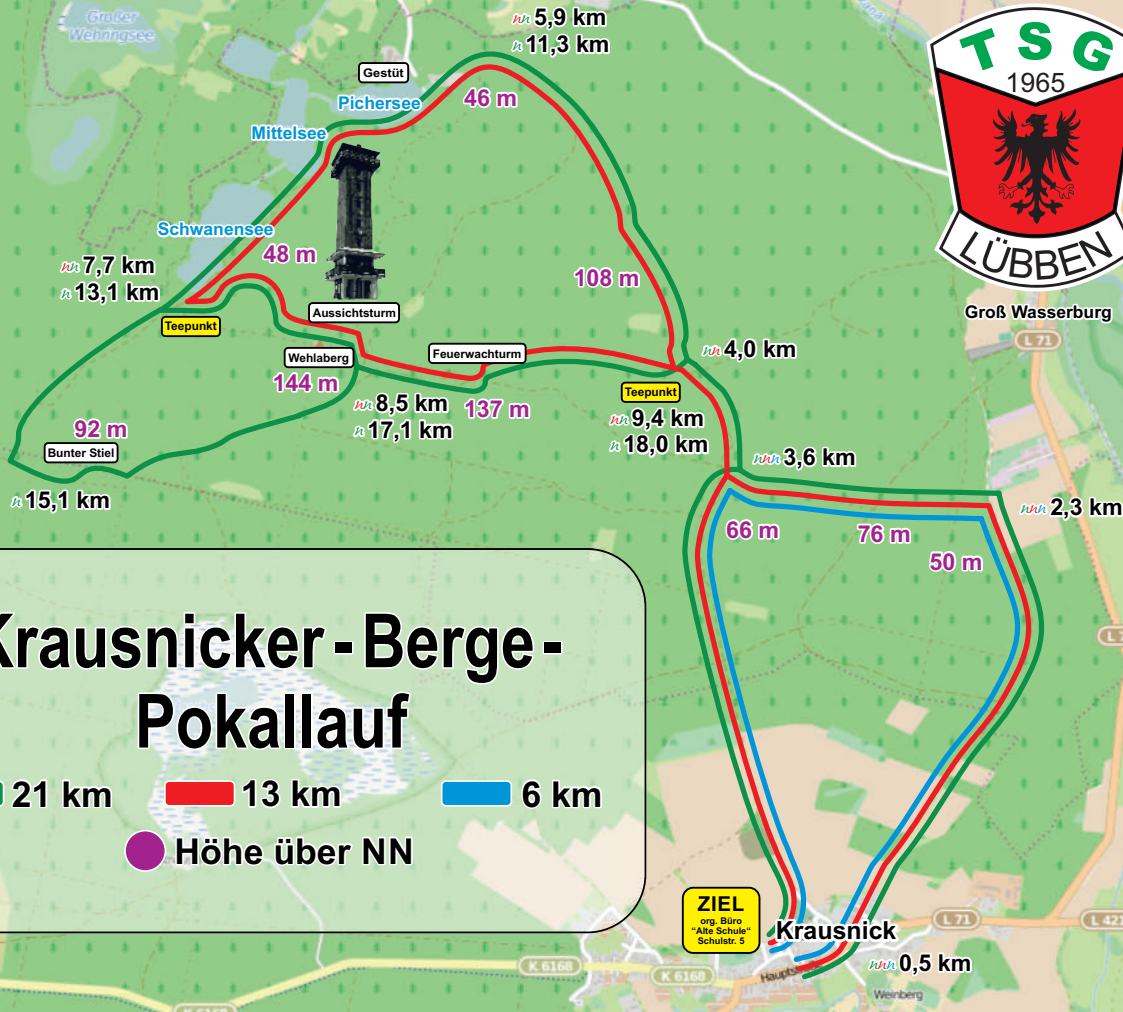 Großer
Wehrigsee
5,9 km
11,3 km
Gestüt
Pichersee
46 m
Mittelsee
TSG
1965
LÜBBEN
Schwanensee
48 m
7,7 km
13,1 km
108 m
Teepunkt
Aussichtsturm
Groß Wasserburg
L 71
Wehlaberg
144 m
Feuerwachturm
4,0 km
8,5 km
17,1 km
137 m
Teepunkt
9,4 km
18,0 km
92 m
Bunter Stiel
15,1 km
3,6 km
2,3 km
66 m
76 m
50 m
Krausnicker-Berge-
Pokallauf
21 km
13 km
6 km
Höhe über NN
ZIEL
org. Büro
"Alte Schule"
Schulstr. 5
Krausnick
L 71
L 421
0,5 km
K 6168
K 6168
Weinberg
K 6168